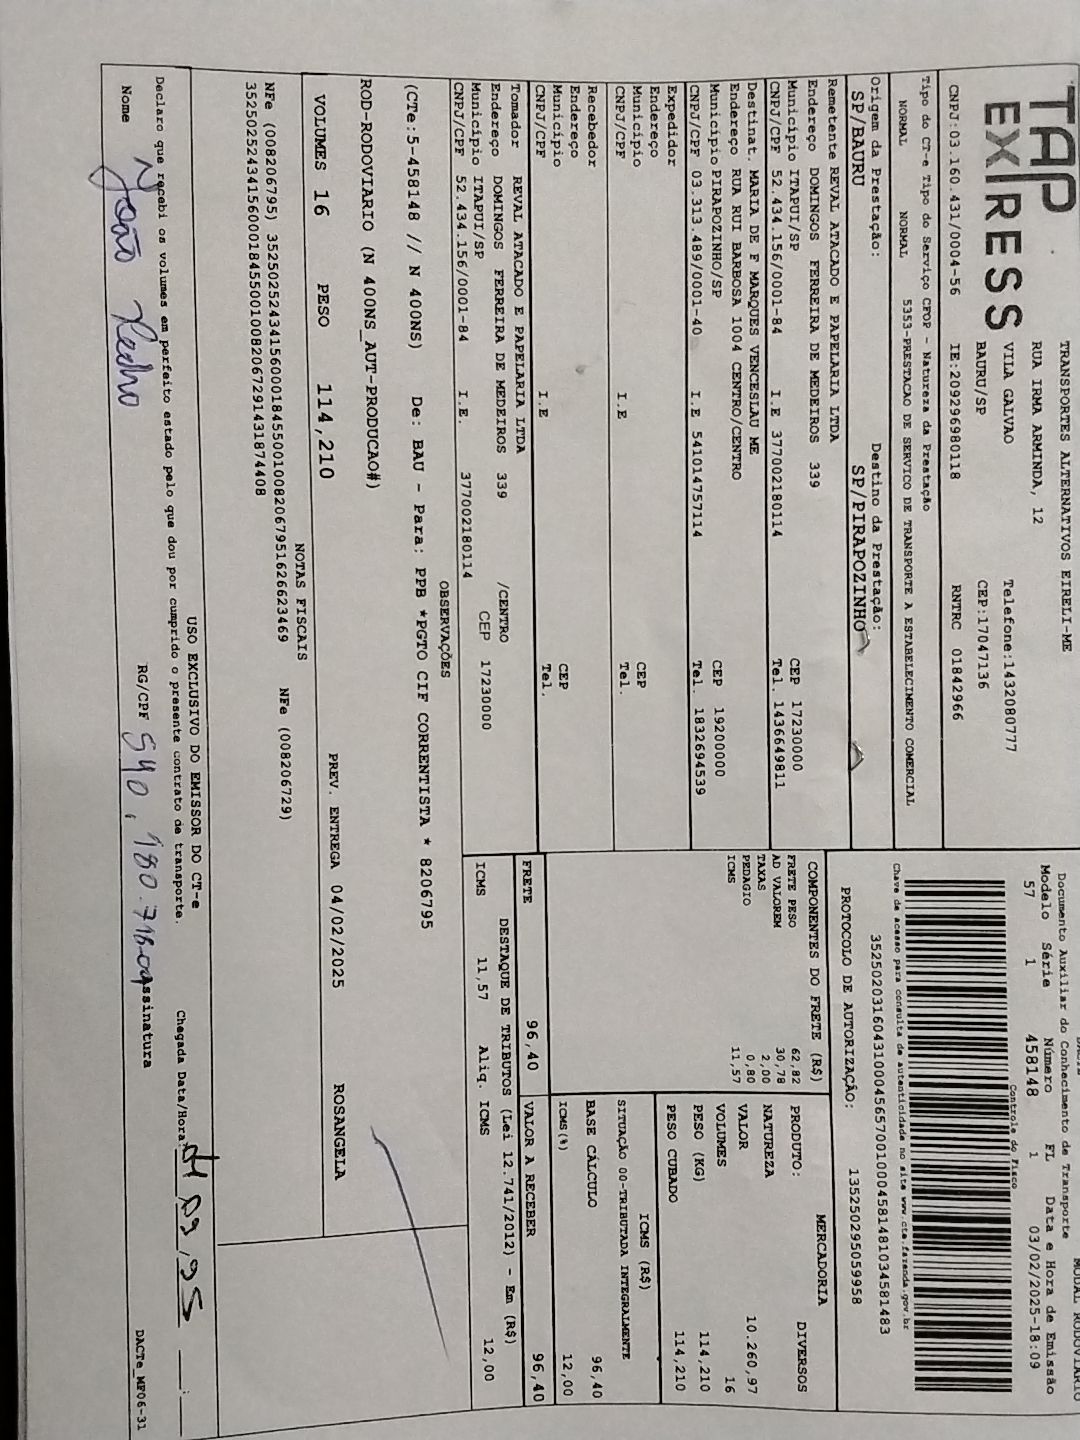 TAP
EXPRESS
TRANSPORTES ALTERNATIVOS EIRELI-ME
RUA IRMA ARMINDA, 12
VILA GALVAO Telefone:1432080777
BAURU/SP CEP:17047136
CNPJ:03.160.431/0004-56 IE:209296980118 RNTRC 01842966
Tipo do CT-e Tipo do Serviço CFOP - Natureza da Prestação
NORMAL NORMAL 5353-PRESTACAO DE SERVICO DE TRANSPORTE A ESTABELECIMENTO COMERCIAL
Origem da Prestação: Destino da Prestação:
SP/BAURU SP/PIRAPOZINHO
Remetente REVAL ATACADO E PAPELARIA LTDA
Endereço DOMINGOS FERREIRA DE MEDEIROS 339
Município ITAPUI/SP CEP 17230000
CNPJ/CPF 52.434.156/0001-84 I.E 377002180114 Tel. 1436649811
Destinat. MARIA DE F MARQUES VENCESLAU ME
Endereço RUA RUI BARBOSA 1004 CENTRO/CENTRO
Município PIRAPOZINHO/SP CEP 19200000
CNPJ/CPF 03.313.489/0001-40 I.E 541014757114 Tel. 1832694539
Expedidor
Endereço
Município CEP
CNPJ/CPF I.E Tel.
Recebedor
Endereço
Município CEP
CNPJ/CPF I.E Tel.
Tomador REVAL ATACADO E PAPELARIA LTDA
Endereço DOMINGOS FERREIRA DE MEDEIROS 339 /CENTRO
Município ITAPUI/SP CEP 17230000
CNPJ/CPF 52.434.156/0001-84 I.E. 377002180114
Documento Auxiliar do Conhecimento de Transporte
MODAL RODOVIARIO
Modelo Série Número FL Data e Hora de Emissão
57 1 458148 1 03/02/2025-18:09
Controle do Fisco
Chave de acesso para consulta de autenticidade no site www.cte.fazenda.gov.br
35250203160431000456570010004581481034581483
PROTOCOLO DE AUTORIZAÇÃO: 135250295059958
COMPONENTES DO FRETE (R$)
FRETE PESO 62,82
AD VALOREM 30,78
TAXAS 2,00
PEDAGIO 0,80
ICMS 11,57
FRETE 96,40
MERCADORIA
PRODUTO: DIVERSOS
NATUREZA
VALOR 10.260,97
VOLUMES 16
PESO (KG) 114,210
PESO CUBADO 114,210
ICMS (R$)
SITUAÇÃO 00-TRIBUTADA INTEGRALMENTE
BASE CÁLCULO 96,40
ICMS(%) 12,00
VALOR A RECEBER 96,40
DESTAQUE DE TRIBUTOS (Lei 12.741/2012) - Em (R$)
ICMS 11,57 Aliq. ICMS 12,00
OBSERVAÇÕES
(CTe:5-458148 // N 400NS) De: BAU - Para: PPB *PGTO CIF CORRENTISTA * 8206795
ROD-RODOVIARIO (N 400NS_AUT-PRODUCAO#)
VOLUMES 16 PESO 114,210 PREV. ENTREGA 04/02/2025 ROSANGELA
NOTAS FISCAIS
NFe (008206795) 35250252434156000184550010082067951626623469 NFe (008206729)
35250252434156000184550010082067291431874408
USO EXCLUSIVO DO EMISSOR DO CT-e
Declaro que recebi os volumes em perfeito estado pelo que dou por cumprido o presente contrato de transporte. Chegada Data/Hora
Nome João Pedro RG/CPF Assinatura
DACTe_MF06-31